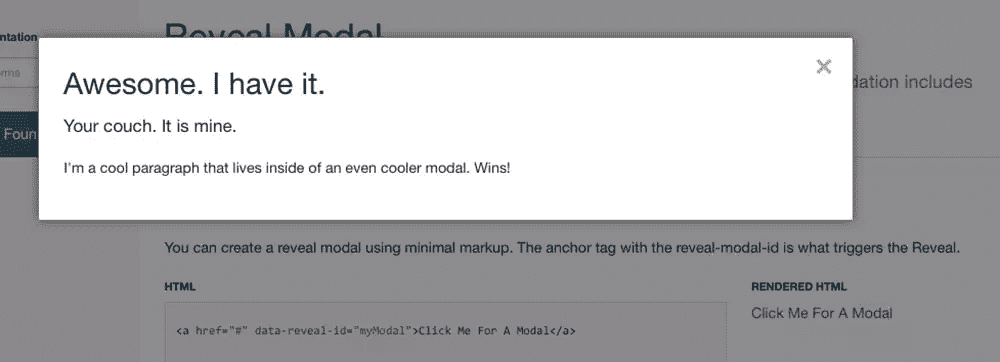 Reveal Modal
ntation
Awesome. I have it.
×
oms
dation includes
Your couch. It is mine.
Foun
I'm a cool paragraph that lives inside of an even cooler modal. Wins!
You can create a reveal modal using minimal markup. The anchor tag with the reveal-modal-id is what triggers the Reveal.
HTML
RENDERED HTML
<a href="#" data-reveal-id="myModal">Click Me For A Modal</a>
Click Me For A Modal